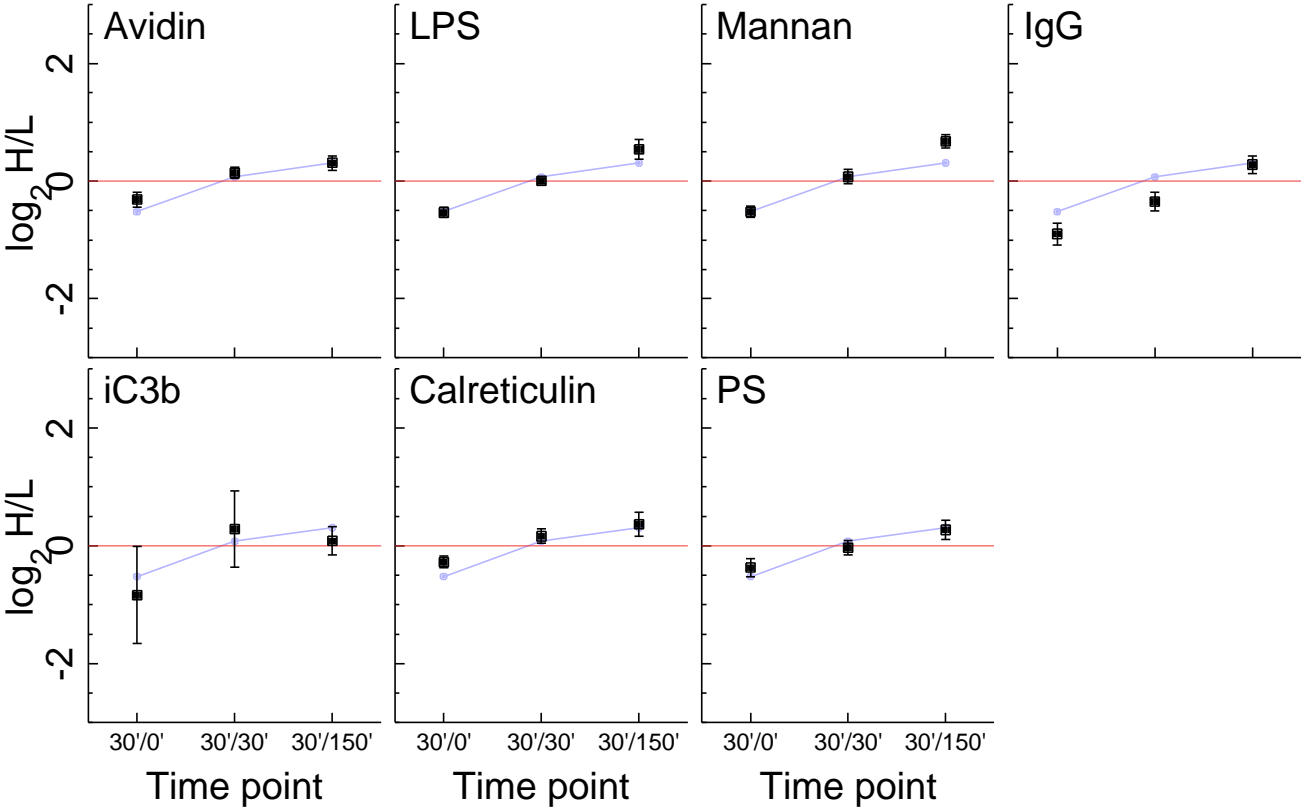 Avidin
LPS
Mannan
IgG
log2 H/L
2
0
-2
iC3b
Calreticulin
PS
log2 H/L
2
0
-2
30'/0' 30'/30' 30'/150'
30'/0' 30'/30' 30'/150'
30'/0' 30'/30' 30'/150'
Time point
Time point
Time point